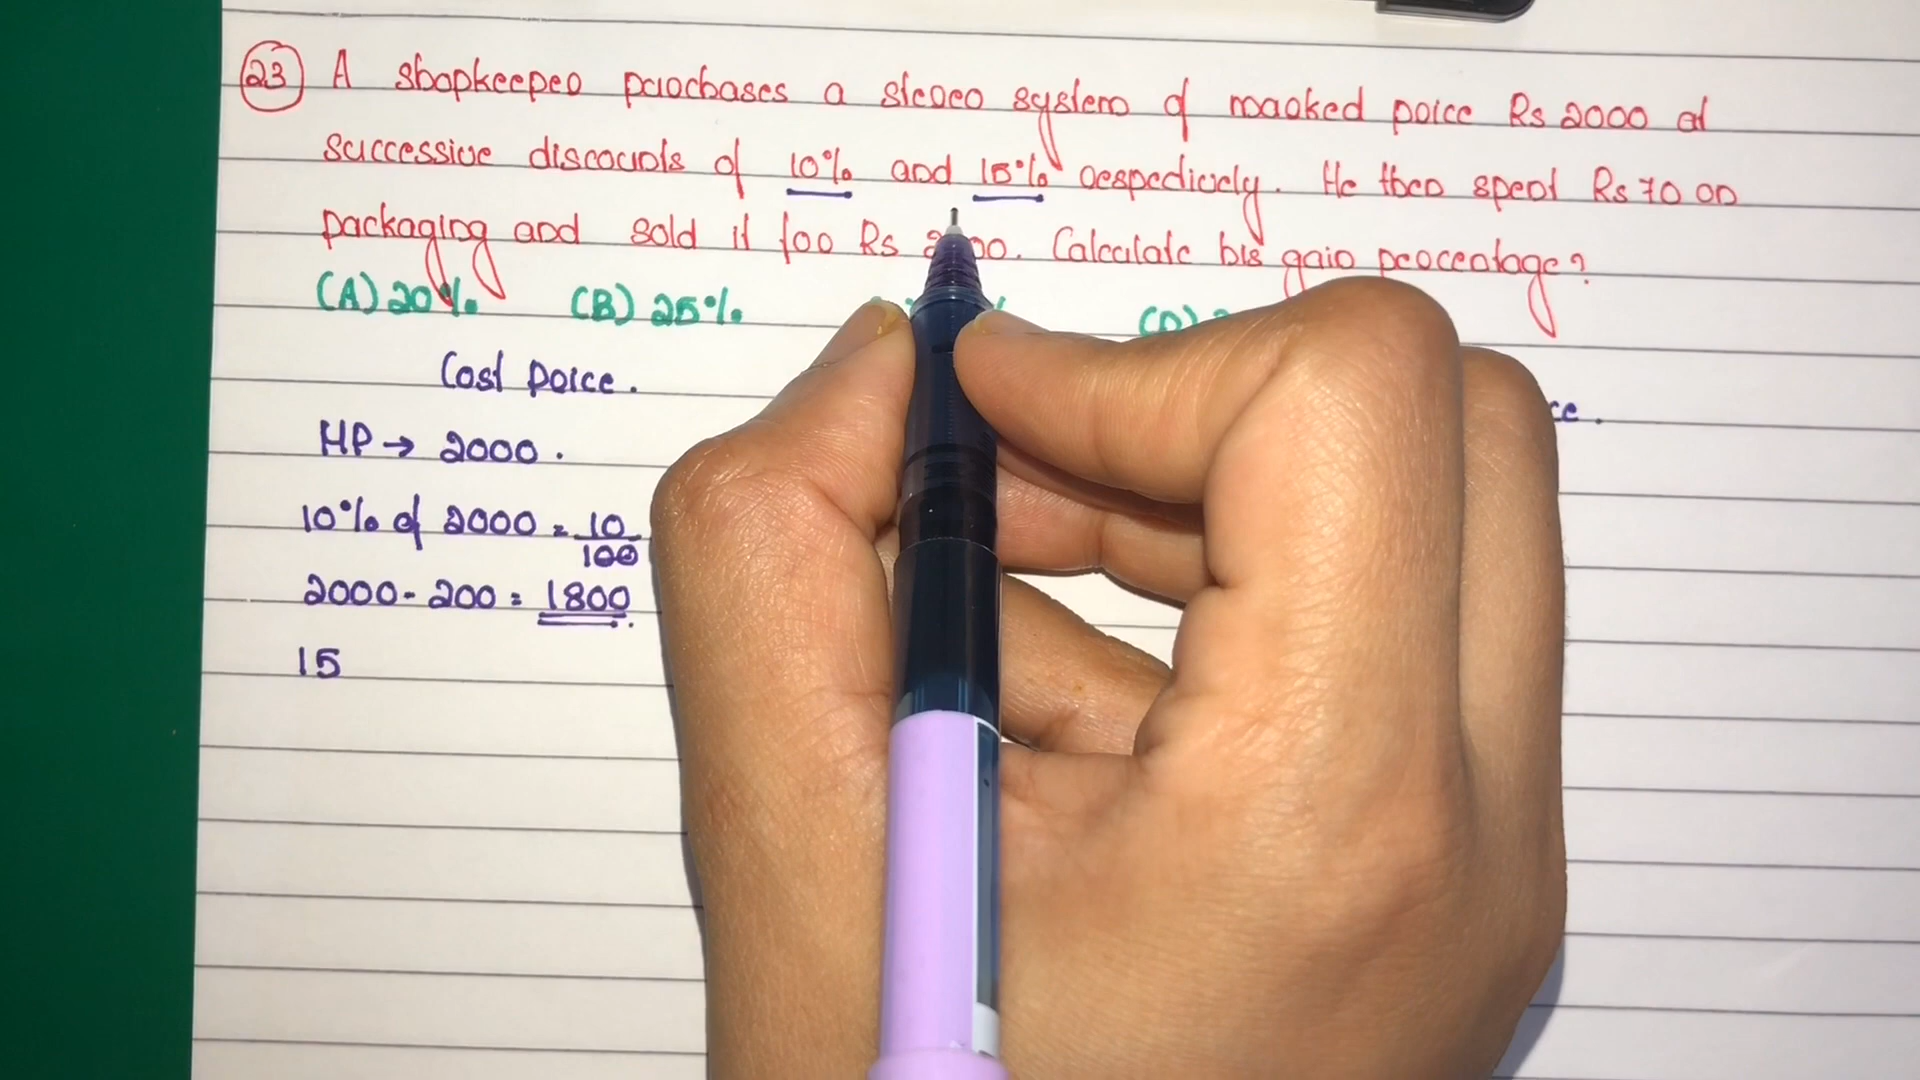 23 A shopkeeper purchases a stereo system of marked price Rs 2000 at
successive discounts of 10% and 15% respectively. He then spent Rs 70 on
packaging and sold it for Rs Calculate his gain percentage?
(A) 20% (B) 25% (D)
Cost price.
MP → 2000.
10% of 2000 = 10/100
2000 - 200 = 1800.
15